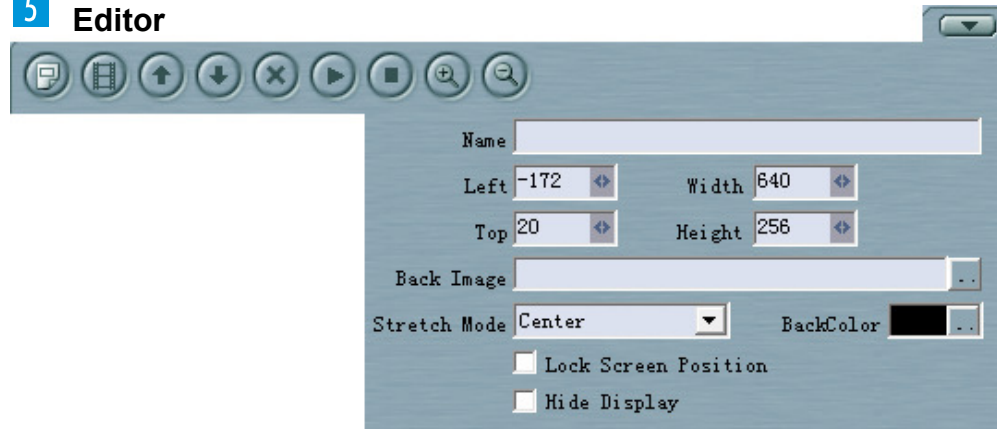 5 Editor
Name
Left -172 Width 640
Top 20 Height 256
Back Image ..
Stretch Mode Center BackColor ..
Lock Screen Position
Hide Display